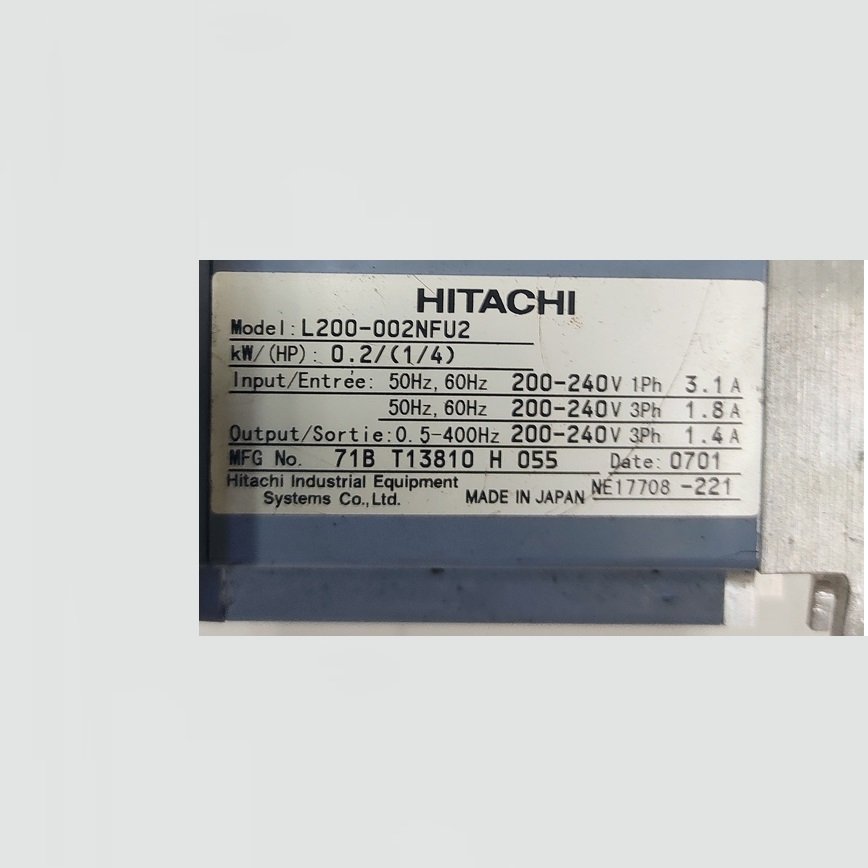 HITACHI
Model: L200-002NFU2
kW/(HP): 0.2/(1/4)
Input/Entrée: 50Hz, 60Hz 200-240V 1Ph 3.1A
50Hz, 60Hz 200-240V 3Ph 1.8A
Output/Sortie: 0.5-400Hz 200-240V 3Ph 1.4A
MFG No. 71B T13810 H 055 Date: 0701
Hitachi Industrial Equipment
Systems Co., Ltd. MADE IN JAPAN NE17708 -221